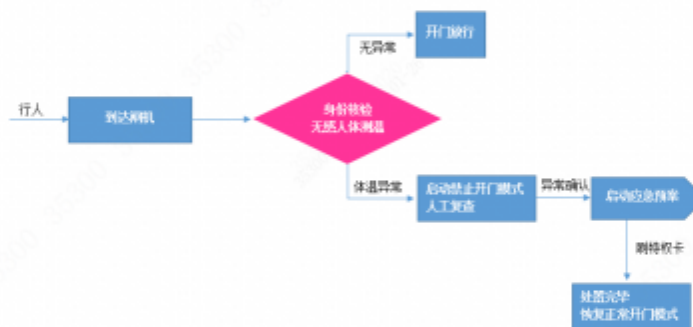 开门放行
无异常
行人
到达闸机
身份核验
无感人体测温
体温异常
启动禁止开门模式
人工复查
异常确认
启动应急预案
刷特权卡
处置完毕
恢复正常开门模式